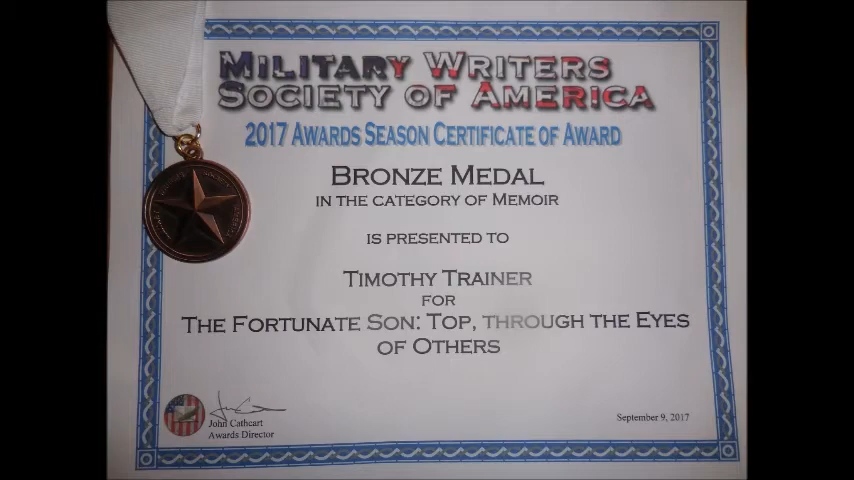 MILITARY WRITERS
SOCIETY OF AMERICA
2017 AWARDS SEASON CERTIFICATE OF AWARD
BRONZE MEDAL
IN THE CATEGORY OF MEMOIR
IS PRESENTED TO
TIMOTHY TRAINER
FOR
THE FORTUNATE SON: TOP, THROUGH THE EYES
OF OTHERS
John Cathcart
Awards Director
September 9, 2017